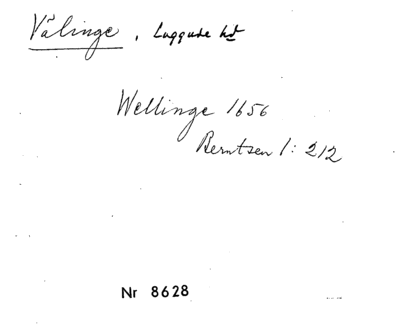 Välinge, Luggude hd
Wellinge 1656
Berntsen 1: 212
Nr 8628